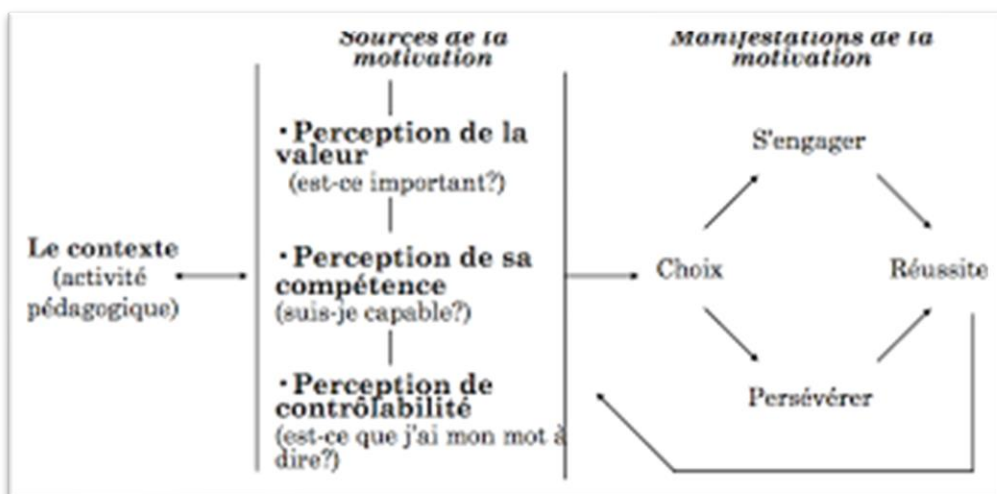 Sources de la
motivation
Manifestations de la
motivation
• Perception de la
valeur
(est-ce important?)
Le contexte
(activité
pédagogique)
• Perception de sa
compétence
(suis-je capable?)
• Perception de
contrôlabilité
(est-ce que j'ai mon mot à
dire?)
S'engager
Choix
Réussite
Persévérer